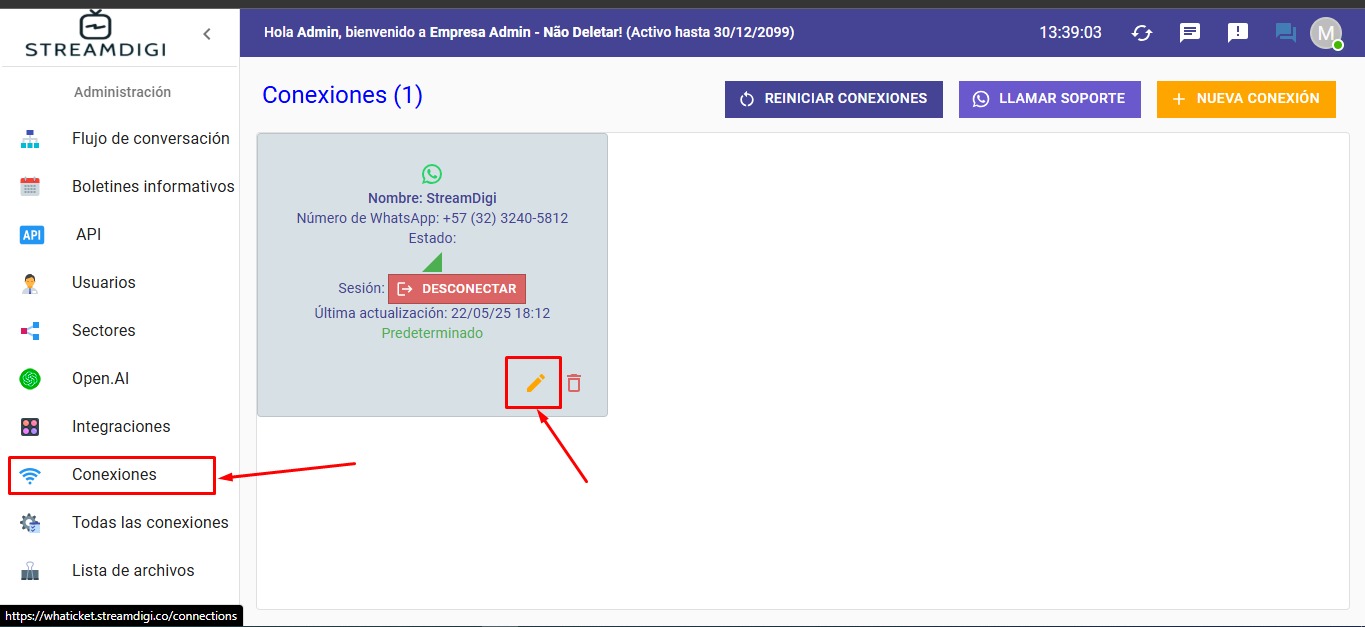 STREAMDIGI
Hola Admin, bienvenido a Empresa Admin - Não Deletar! (Activo hasta 30/12/2099)
13:39:03
M
Administración
Flujo de conversación
Boletines informativos
API
API
Usuarios
Sectores
Open.AI
Integraciones
Conexiones
Todas las conexiones
Lista de archivos
https://whaticket.streamdigi.co/connections
Conexiones (1)
REINICIAR CONEXIONES
LLAMAR SOPORTE
+ NUEVA CONEXIÓN
Nombre: StreamDigi
Número de WhatsApp: +57 (32) 3240-5812
Estado:
Sesión: DESCONECTAR
Última actualización: 22/05/25 18:12
Predeterminado